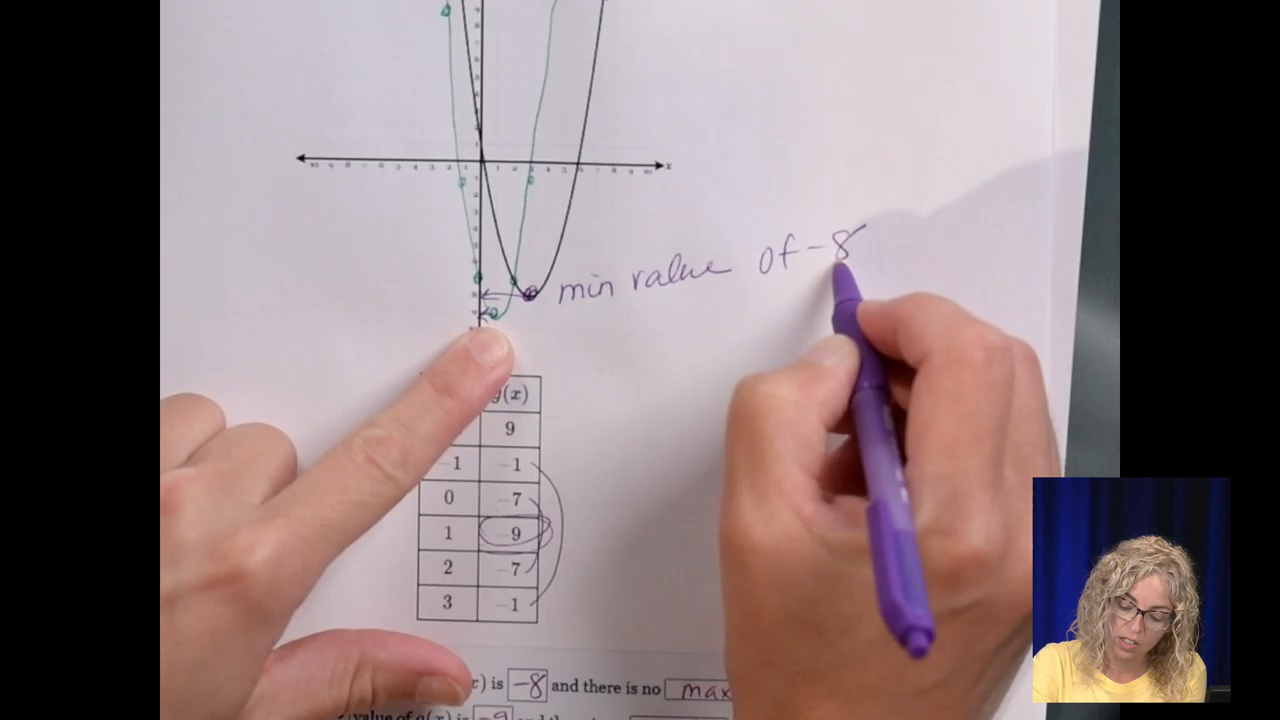 x
min value of -8
g(x)
9
-1 -1
0 -7
1 -9
2 -7
3 -1
x) is -8 and there is no max
value of g(x) is -9